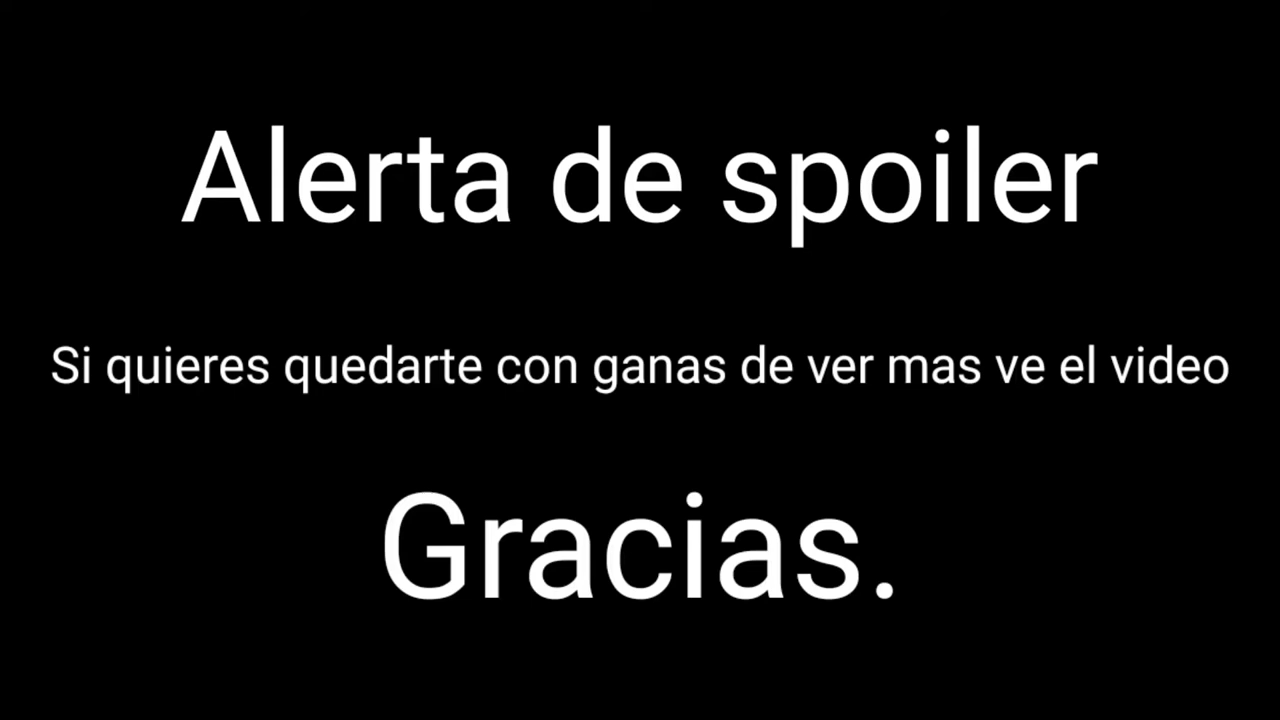 Alerta de spoiler
Si quieres quedarte con ganas de ver mas ve el video
Gracias.